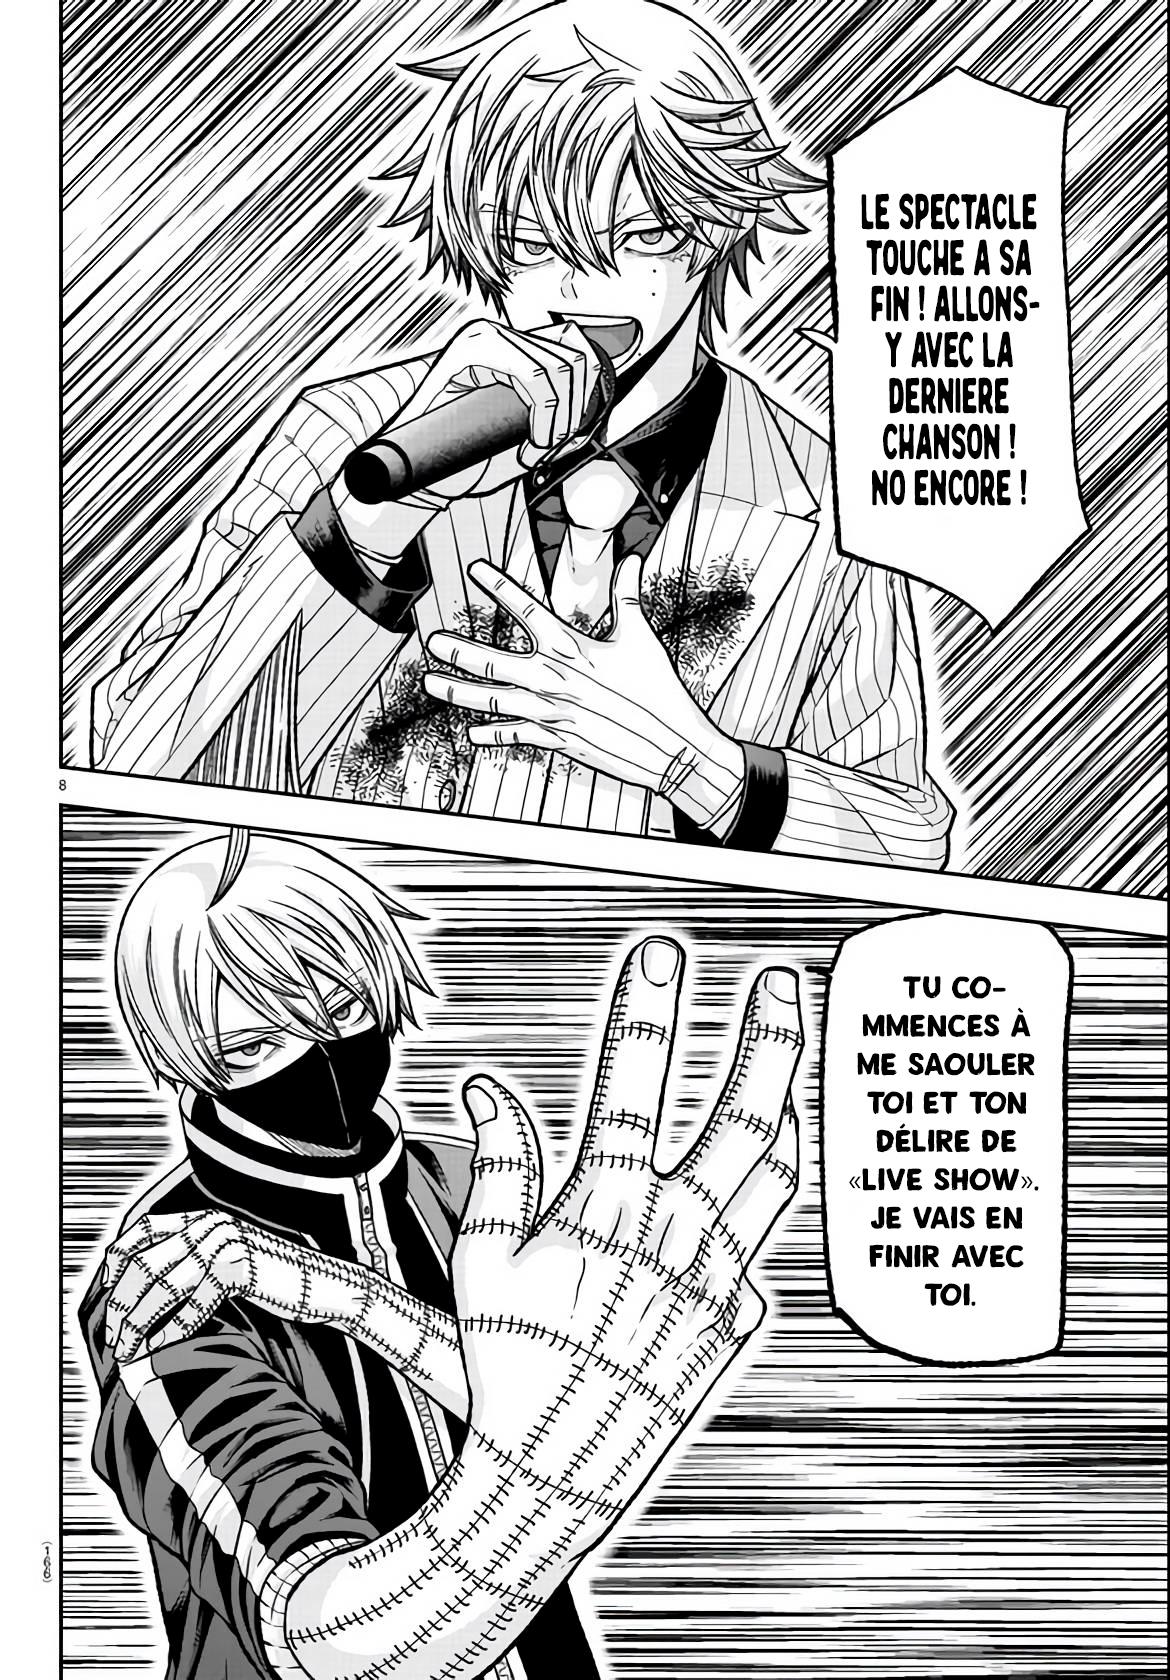 LE SPECTACLE
TOUCHE A SA
FIN ! ALLONS-
Y AVEC LA
DERNIERE
CHANSON !
NO ENCORE !
8
TU CO-
MMENCES À
ME SAOULER
TOI ET TON
DÉLIRE DE
«LIVE SHOW».
JE VAIS EN
FINIR AVEC
TOI.
(166)